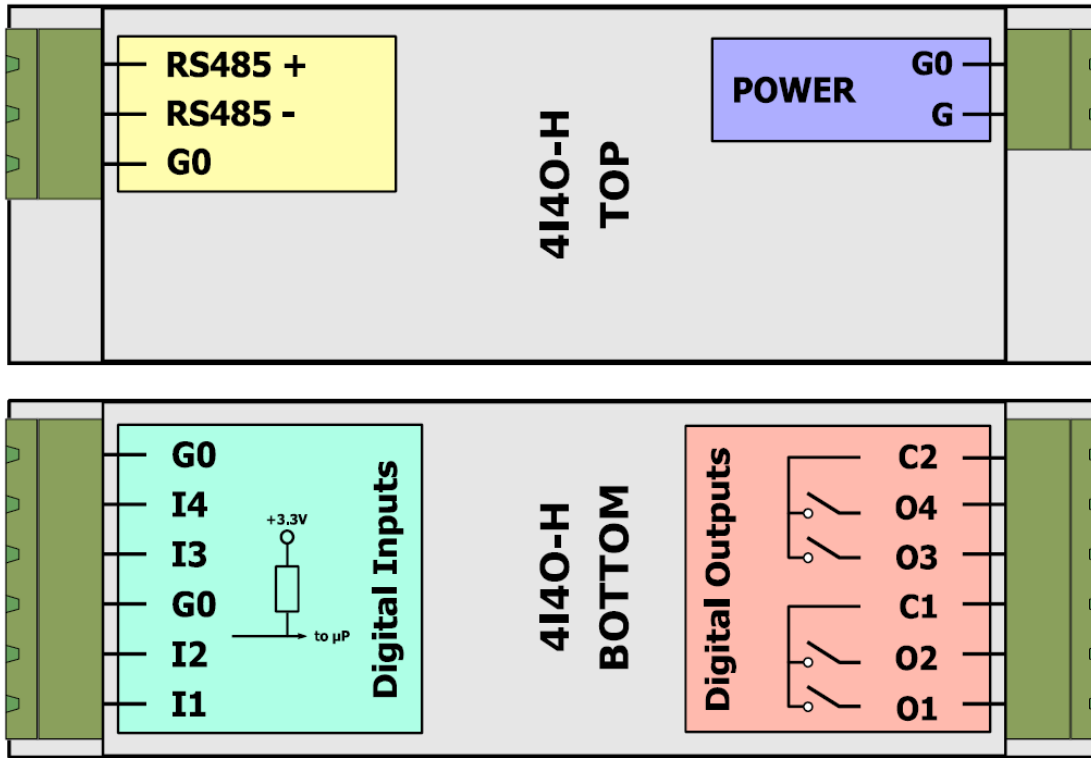 RS485 +
RS485 -
G0
4I4O-H
TOP
POWER
G0
G
G0
I4
I3
G0
I2
I1
+3.3V
to µP
Digital Inputs
4I4O-H
BOTTOM
Digital Outputs
C2
O4
O3
C1
O2
O1